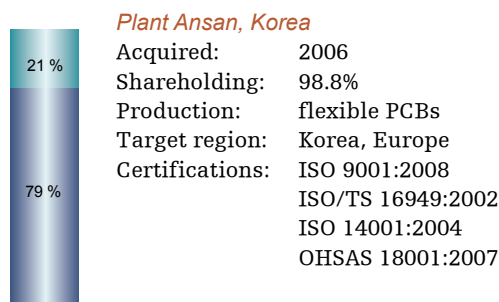 Plant Ansan, Korea
21 %
79 %
Acquired: 2006
Shareholding: 98.8%
Production: flexible PCBs
Target region: Korea, Europe
Certifications: ISO 9001:2008
ISO/TS 16949:2002
ISO 14001:2004
OHSAS 18001:2007